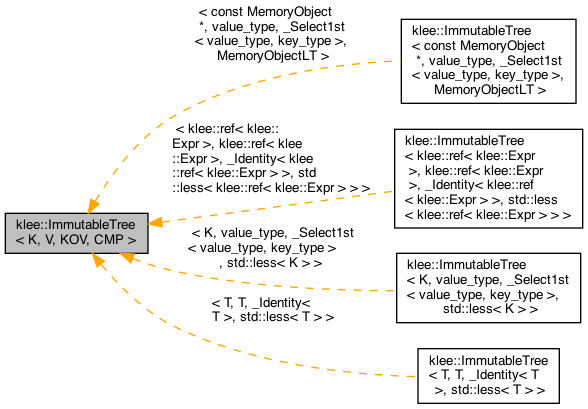 < const MemoryObject
*, value_type, _Select1st
< value_type, key_type >,
MemoryObjectLT >
klee::ImmutableTree
< const MemoryObject
*, value_type, _Select1st
< value_type, key_type >,
MemoryObjectLT >
< klee::ref< klee::
Expr >, klee::ref< klee
::Expr >, _Identity< klee
::ref< klee::Expr > >, std
::less< klee::ref< klee::Expr > > >
klee::ImmutableTree
< klee::ref< klee::Expr
>, klee::ref< klee::Expr
>, _Identity< klee::ref
< klee::Expr > >, std::less
< klee::ref< klee::Expr > > >
klee::ImmutableTree
< K, V, KOV, CMP >
< K, value_type, _Select1st
< value_type, key_type >
, std::less< K > >
klee::ImmutableTree
< K, value_type, _Select1st
< value_type, key_type >,
std::less< K > >
< T, T, _Identity<
T >, std::less< T > >
klee::ImmutableTree
< T, T, _Identity< T
>, std::less< T > >